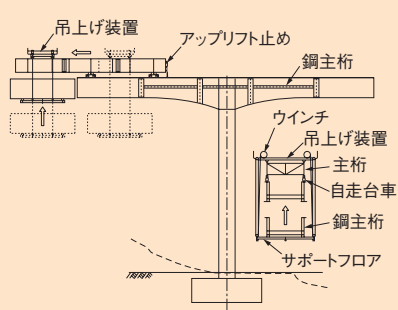 吊上げ装置
アップリフト止め
鋼主桁
ウインチ
吊上げ装置
主桁
自走台車
鋼主桁
サポートフロア